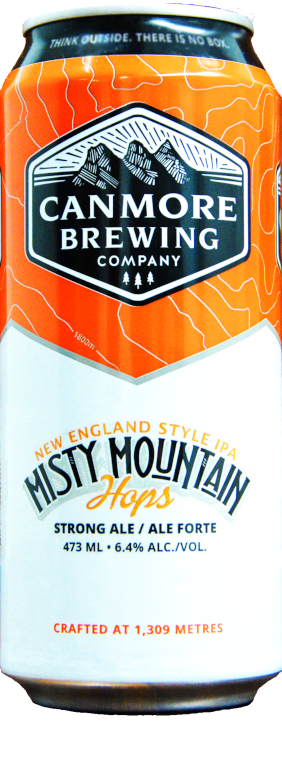 THINK OUTSIDE. THERE IS NO BOX.
CANMORE
BREWING
COMPANY
1600m
NEW ENGLAND STYLE IPA
MISTY MOUNTAIN
Hops
STRONG ALE / ALE FORTE
473 ML • 6.4% ALC./VOL.
CRAFTED AT 1,309 METRES